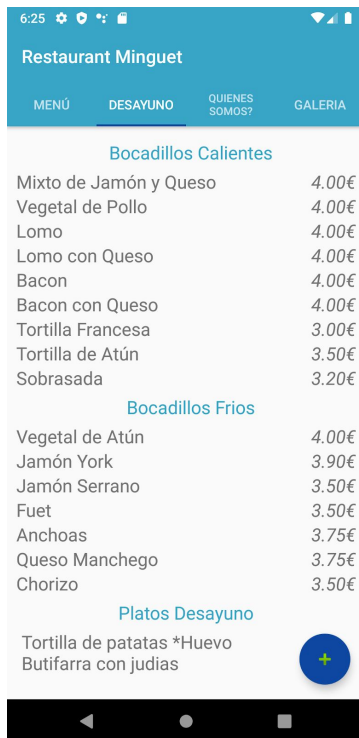 6:25
Restaurant Minguet
MENÚ DESAYUNO QUIENES SOMOS? GALERIA
Bocadillos Calientes
Mixto de Jamón y Queso 4.00€
Vegetal de Pollo 4.00€
Lomo 4.00€
Lomo con Queso 4.00€
Bacon 4.00€
Bacon con Queso 4.00€
Tortilla Francesa 3.00€
Tortilla de Atún 3.50€
Sobrasada 3.20€
Bocadillos Frios
Vegetal de Atún 4.00€
Jamón York 3.90€
Jamón Serrano 3.50€
Fuet 3.50€
Anchoas 3.75€
Queso Manchego 3.75€
Chorizo 3.50€
Platos Desayuno
Tortilla de patatas *Huevo
Butifarra con judias
+